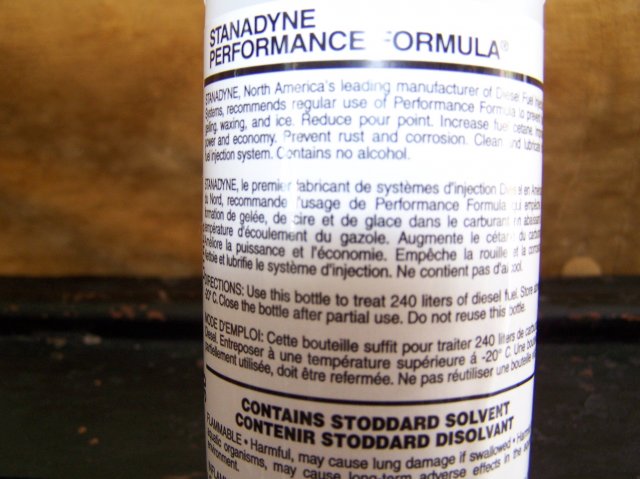 STANADYNE
PERFORMANCE FORMULA®
STANADYNE, North America's leading manufacturer of Diesel Fuel
Systems, recommends regular use of Performance Formula to prevent
gelling, waxing, and ice. Reduce pour point. Increase fuel cetane,
power and economy. Prevent rust and corrosion. Clean and lubricate
fuel injection system. Contains no alcohol.
STANADYNE, le premier fabricant de systèmes d'injection Diesel en
du Nord, recommande l'usage de Performance Formula qui empêche
formation de gelée, de cire et de glace dans le carburant en
température d'écoulement du gazole. Augmente le cétane du
Améliore la puissance et l'économie. Empêche la rouille et la
et lubrifie le système d'injection. Ne contient pas d'alcool.
DIRECTIONS: Use this bottle to treat 240 liters of diesel fuel. Store
-20° C. Close the bottle after partial use. Do not reuse this bottle.
MODE D'EMPLOI: Cette bouteille suffit pour traiter 240 liters de
Diesel. Entreposer à une température supérieure á -20° C. Une
partiellement utilisée, doit être refermée. Ne pas réutiliser une bouteille
CONTAINS STODDARD SOLVENT
CONTENIR STODDARD DISOLVANT
FLAMMABLE • Harmful, may cause lung damage if swallowed •
aquatic organisms, may cause long-term adverse effects in the
environment.